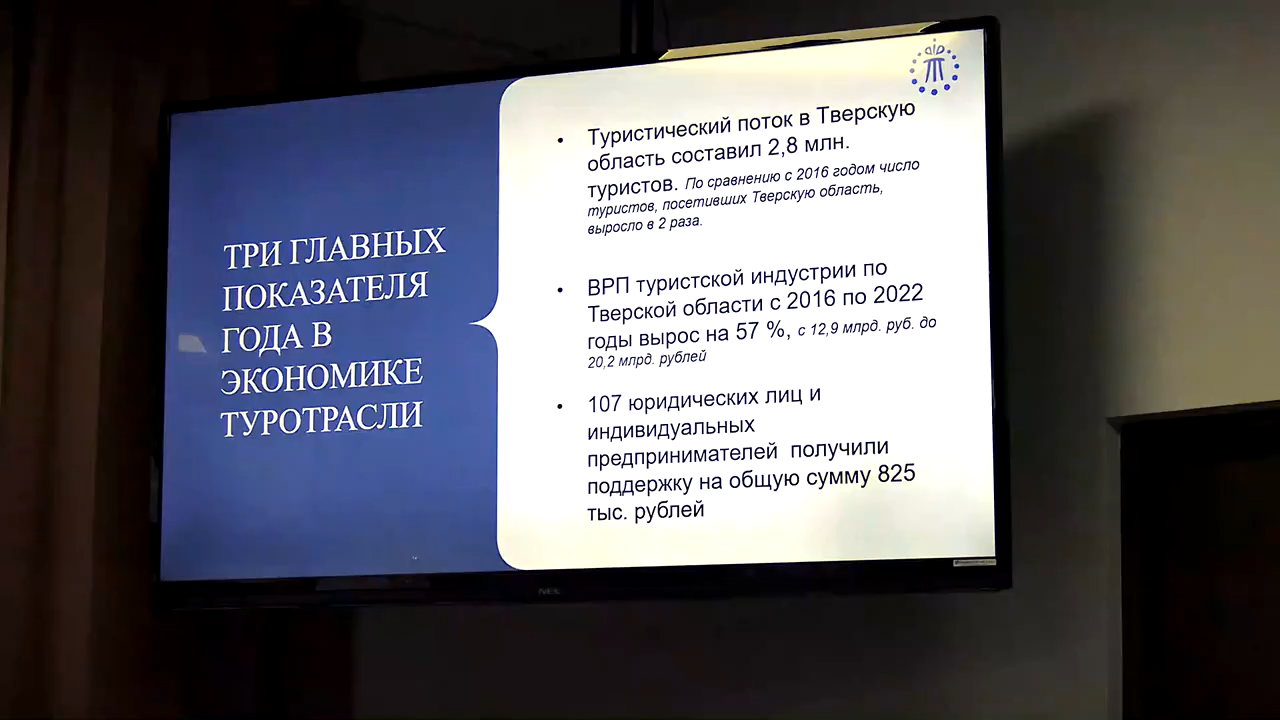 ТРИ ГЛАВНЫХ
ПОКАЗАТЕЛЯ
ГОДА В
ЭКОНОМИКЕ
ТУРОТРАСЛИ
• Туристический поток в Тверскую
область составил 2,8 млн.
туристов. По сравнению с 2016 годом число
туристов, посетивших Тверскую область,
выросло в 2 раза.
• ВРП туристской индустрии по
Тверской области с 2016 по 2022
годы вырос на 57 %, с 12,9 млрд. руб. до
20,2 млрд. рублей
• 107 юридических лиц и
индивидуальных
предпринимателей получили
поддержку на общую сумму 825
тыс. рублей
NEC